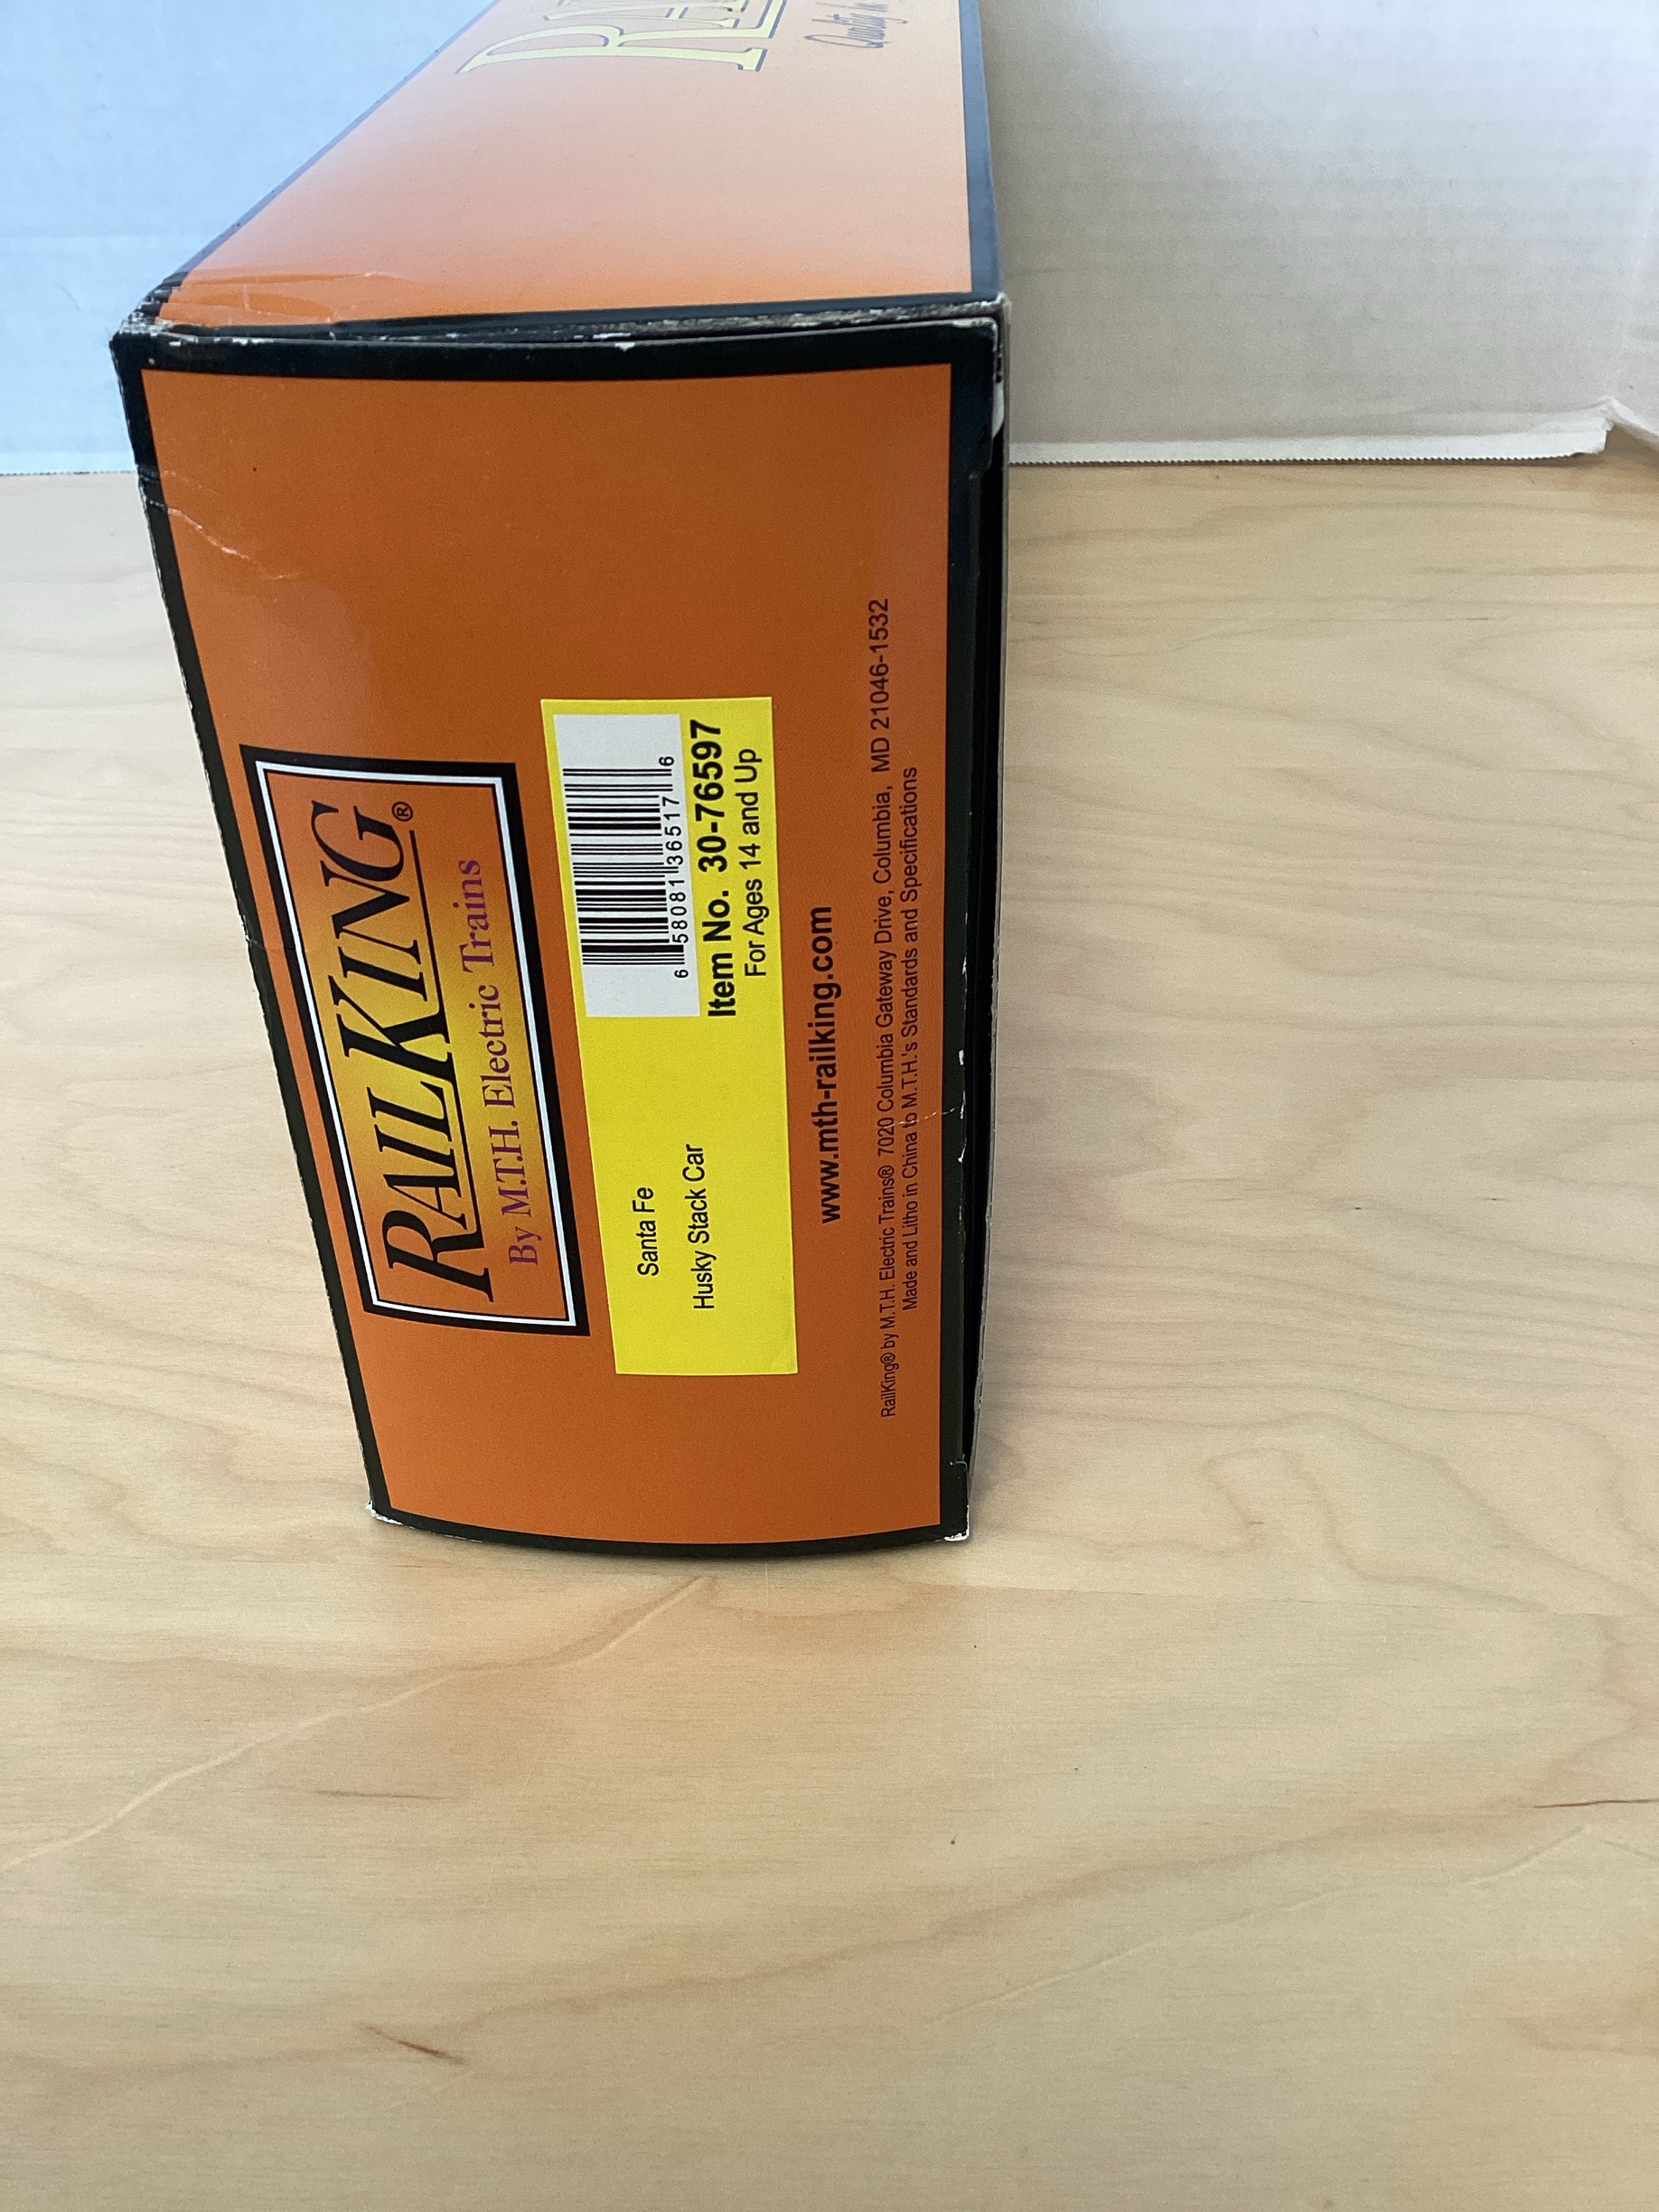 RAILKING®
By M.T.H. Electric Trains
Santa Fe
Husky Stack Car
6 58081 36517 6
Item No. 30-76597
For Ages 14 and Up
www.mth-railking.com
RailKing® by M.T.H. Electric Trains® 7020 Columbia Gateway Drive, Columbia, MD 21046-1532
Made and Litho in China to M.T.H.'s Standards and Specifications